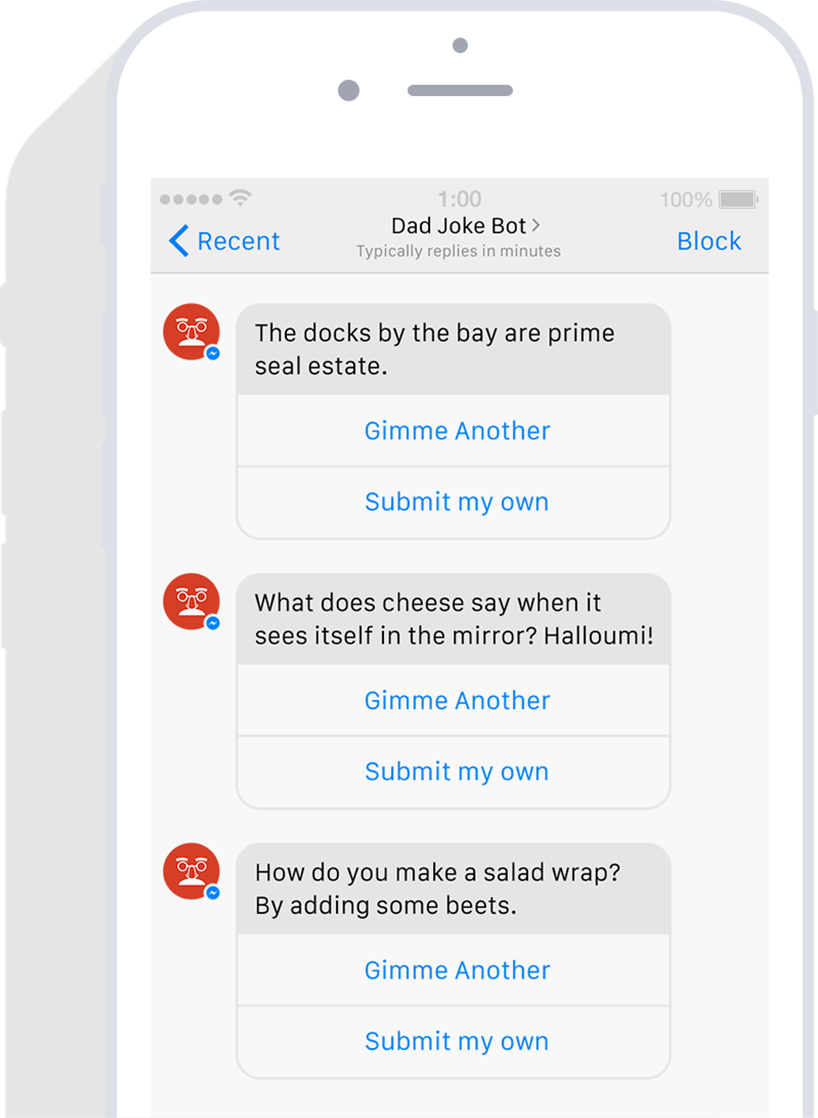 1:00
100%
Recent
Dad Joke Bot >
Block
Typically replies in minutes
The docks by the bay are prime
seal estate.
Gimme Another
Submit my own
What does cheese say when it
sees itself in the mirror? Halloumi!
Gimme Another
Submit my own
How do you make a salad wrap?
By adding some beets.
Gimme Another
Submit my own